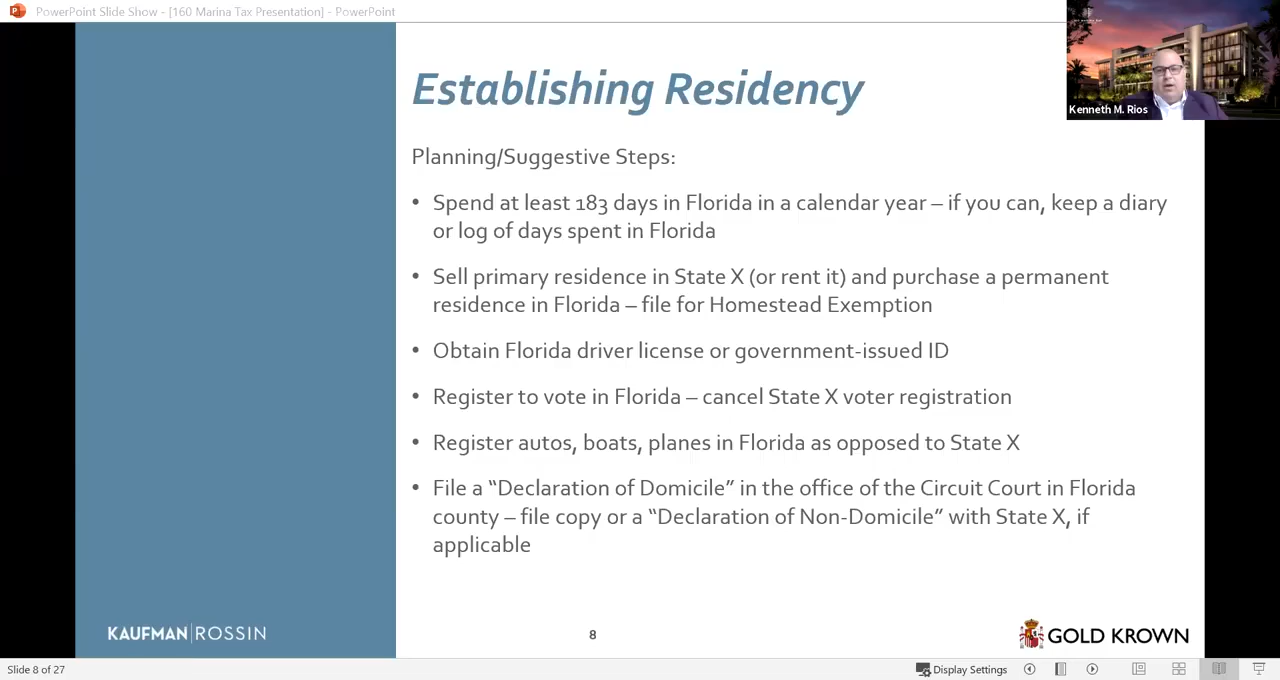 PowerPoint Slide Show - [160 Marina Tax Presentation] - PowerPoint
Kenneth M. Rios
Establishing Residency
Planning/Suggestive Steps:
• Spend at least 183 days in Florida in a calendar year – if you can, keep a diary
or log of days spent in Florida
• Sell primary residence in State X (or rent it) and purchase a permanent
residence in Florida – file for Homestead Exemption
• Obtain Florida driver license or government-issued ID
• Register to vote in Florida – cancel State X voter registration
• Register autos, boats, planes in Florida as opposed to State X
• File a “Declaration of Domicile” in the office of the Circuit Court in Florida
county – file copy or a “Declaration of Non-Domicile” with State X, if
applicable
KAUFMAN|ROSSIN
8
GOLD KROWN
Slide 8 of 27
Display Settings